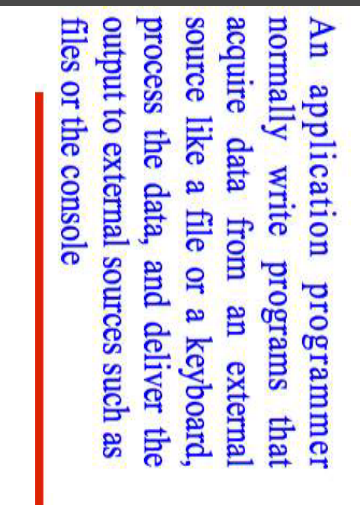 An application programmer
normally write programs that
acquire data from an external
source like a file or a keyboard,
process the data, and deliver the
output to external sources such as
files or the console